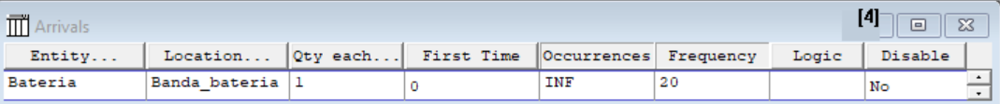 Arrivals [4]
Entity... Location... Qty each... First Time Occurrences Frequency Logic Disable
Bateria Banda_bateria 1 0 INF 20 No